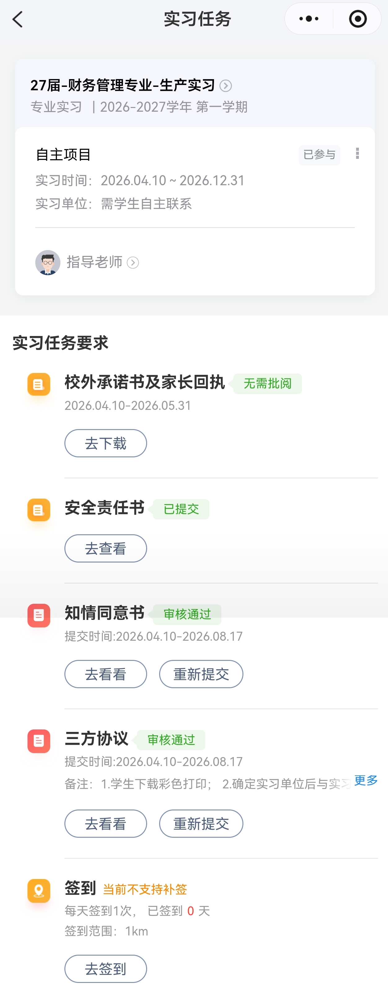 实习任务
27届-财务管理专业-生产实习
专业实习 | 2026-2027学年 第一学期
自主项目
已参与
实习时间：2026.04.10 ~ 2026.12.31
实习单位：需学生自主联系
指导老师
实习任务要求
校外承诺书及家长回执 无需批阅
2026.04.10-2026.05.31
去下载
安全责任书 已提交
去查看
知情同意书 审核通过
提交时间:2026.04.10-2026.08.17
去看看 重新提交
三方协议 审核通过
提交时间:2026.04.10-2026.08.17
备注：1.学生下载彩色打印； 2.确定实习单位后与实习 更多
去看看 重新提交
签到 当前不支持补签
每天签到1次， 已签到 0 天
签到范围：1km
去签到